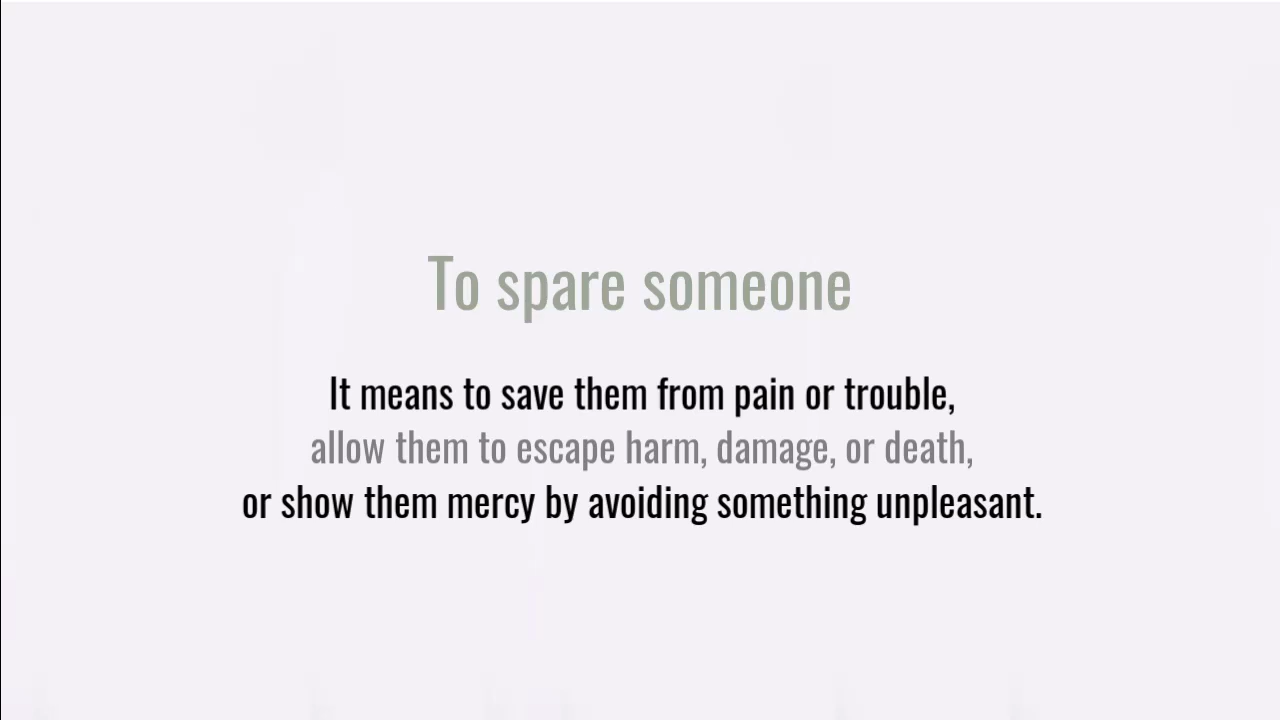 To spare someone
It means to save them from pain or trouble,
allow them to escape harm, damage, or death,
or show them mercy by avoiding something unpleasant.